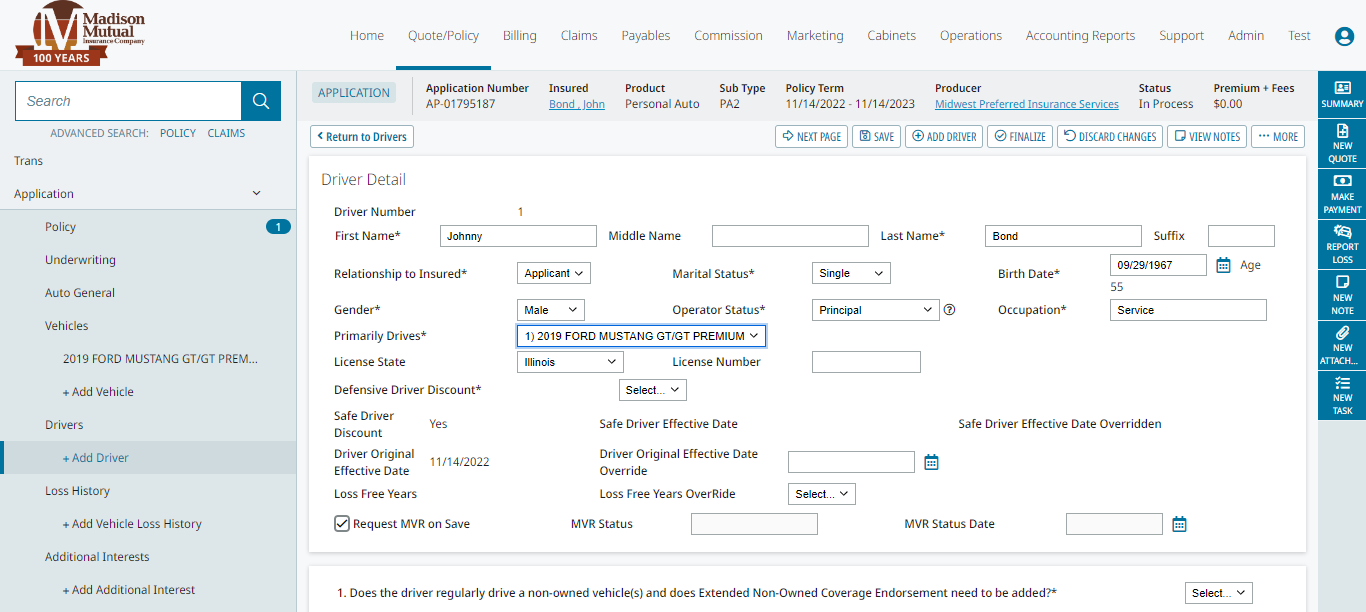 Madison
Mutual
Insurance Company
100 YEARS
Home Quote/Policy Billing Claims Payables Commission Marketing Cabinets Operations Accounting Reports Support Admin Test
Search
ADVANCED SEARCH: POLICY CLAIMS
Trans
Application
Policy 1
Underwriting
Auto General
Vehicles
2019 FORD MUSTANG GT/GT PREM...
+ Add Vehicle
Drivers
+ Add Driver
Loss History
+ Add Vehicle Loss History
Additional Interests
+ Add Additional Interest
APPLICATION
Application Number Insured Product Sub Type Policy Term Producer Status Premium + Fees
AP-01795187 Bond , John Personal Auto PA2 11/14/2022 - 11/14/2023 Midwest Preferred Insurance Services In Process $0.00
Return to Drivers NEXT PAGE SAVE ADD DRIVER FINALIZE DISCARD CHANGES VIEW NOTES MORE
Driver Detail
Driver Number 1
First Name* Johnny Middle Name Last Name* Bond Suffix
Relationship to Insured* Applicant Marital Status* Single Birth Date* 09/29/1967 Age
55
Gender* Male Operator Status* Principal Occupation* Service
Primarily Drives* 1) 2019 FORD MUSTANG GT/GT PREMIUM
License State Illinois License Number
Defensive Driver Discount* Select...
Safe Driver
Discount Yes Safe Driver Effective Date Safe Driver Effective Date Overridden
Driver Original
Effective Date 11/14/2022 Driver Original Effective Date
Override
Loss Free Years Loss Free Years OverRide Select...
Request MVR on Save MVR Status MVR Status Date
1. Does the driver regularly drive a non-owned vehicle(s) and does Extended Non-Owned Coverage Endorsement need to be added?* Select...
SUMMARY
NEW
QUOTE
MAKE
PAYMENT
REPORT
LOSS
NEW
NOTE
NEW
ATTACH...
NEW
TASK